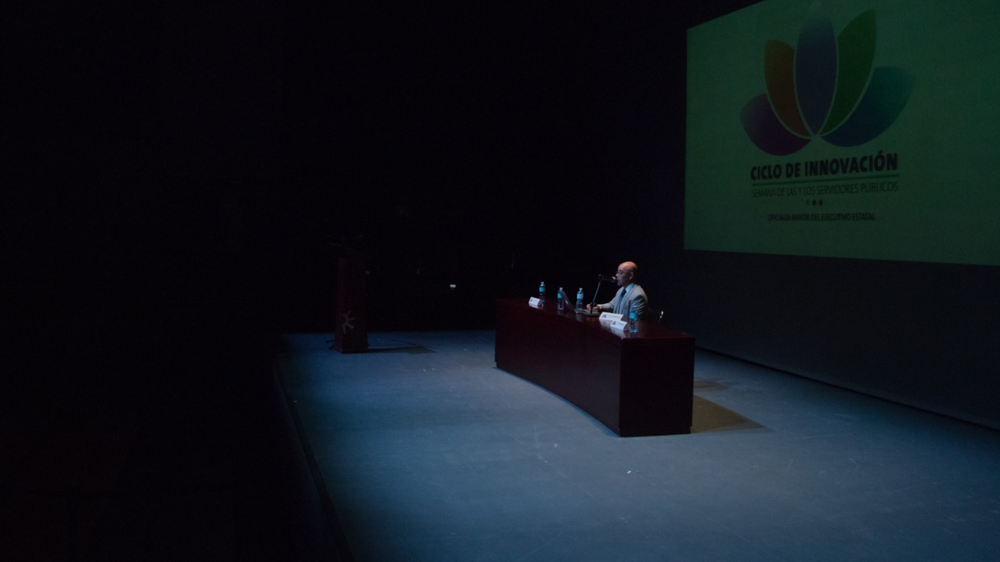 CICLO DE INNOVACIÓN
SEMANA DE LAS Y LOS SERVIDORES PÚBLICOS
OFICIALÍA MAYOR DEL EJECUTIVO ESTATAL